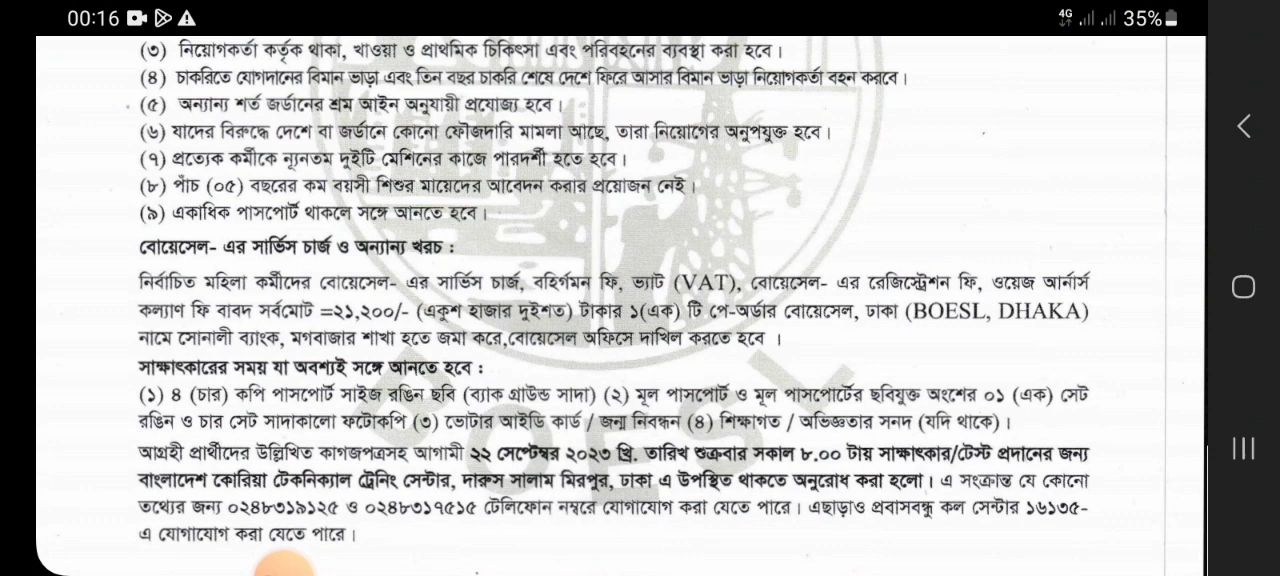 00:16
4G 35%
(৩) নিয়োগকর্তা কর্তৃক থাকা, খাওয়া ও প্রাথমিক চিকিৎসা এবং পরিবহনের ব্যবস্থা করা হবে।
(৪) চাকরিতে যোগদানের বিমান ভাড়া এবং তিন বছর চাকরি শেষে দেশে ফিরে আসার বিমান ভাড়া নিয়োগকর্তা বহন করবে।
(৫) অন্যান্য শর্ত জর্ডানের শ্রম আইন অনুযায়ী প্রযোজ্য হবে।
(৬) যাদের বিরুদ্ধে দেশে বা জর্ডানে কোনো ফৌজদারি মামলা আছে, তারা নিয়োগের অনুপযুক্ত হবে।
(৭) প্রত্যেক কর্মীকে ন্যূনতম দুইটি মেশিনের কাজে পারদর্শী হতে হবে।
(৮) পাঁচ (০৫) বছরের কম বয়সী শিশুর মায়েদের আবেদন করার প্রয়োজন নেই।
(৯) একাধিক পাসপোর্ট থাকলে সঙ্গে আনতে হবে।
বোয়েসেল- এর সার্ভিস চার্জ ও অন্যান্য খরচ :
নির্বাচিত মহিলা কর্মীদের বোয়েসেল- এর সার্ভিস চার্জ, বহির্গমন ফি, ভ্যাট (VAT), বোয়েসেল- এর রেজিস্ট্রেশন ফি, ওয়েজ আর্নার্স
কল্যাণ ফি বাবদ সর্বমোট =২১,২০০/- (একুশ হাজার দুইশত) টাকার ১(এক) টি পে-অর্ডার বোয়েসেল, ঢাকা (BOESL, DHAKA)
নামে সোনালী ব্যাংক, মগবাজার শাখা হতে জমা করে,বোয়েসেল অফিসে দাখিল করতে হবে ।
সাক্ষাৎকারের সময় যা অবশ্যই সঙ্গে আনতে হবে :
(১) ৪ (চার) কপি পাসপোর্ট সাইজ রঙিন ছবি (ব্যাক গ্রাউন্ড সাদা) (২) মূল পাসপোর্ট ও মূল পাসপোর্টের ছবিযুক্ত অংশের ০১ (এক) সেট
রঙিন ও চার সেট সাদাকালো ফটোকপি (৩) ভোটার আইডি কার্ড / জন্ম নিবন্ধন (৪) শিক্ষাগত / অভিজ্ঞতার সনদ (যদি থাকে)।
আগ্রহী প্রার্থীদের উল্লিখিত কাগজপত্রসহ আগামী ২২ সেপ্টেম্বর ২০২৩ খ্রি. তারিখ শুক্রবার সকাল ৮.০০ টায় সাক্ষাৎকার/টেস্ট প্রদানের জন্য
বাংলাদেশ কোরিয়া টেকনিক্যাল ট্রেনিং সেন্টার, দারুস সালাম মিরপুর, ঢাকা এ উপস্থিত থাকতে অনুরোধ করা হলো। এ সংক্রান্ত যে কোনো
তথ্যের জন্য ০২৪৮৩১৯১২৫ ও ০২৪৮৩১৭৫১৫ টেলিফোন নম্বরে যোগাযোগ করা যেতে পারে। এছাড়াও প্রবাসবন্ধু কল সেন্টার ১৬১৩৫-
এ যোগাযোগ করা যেতে পারে।
BOESL